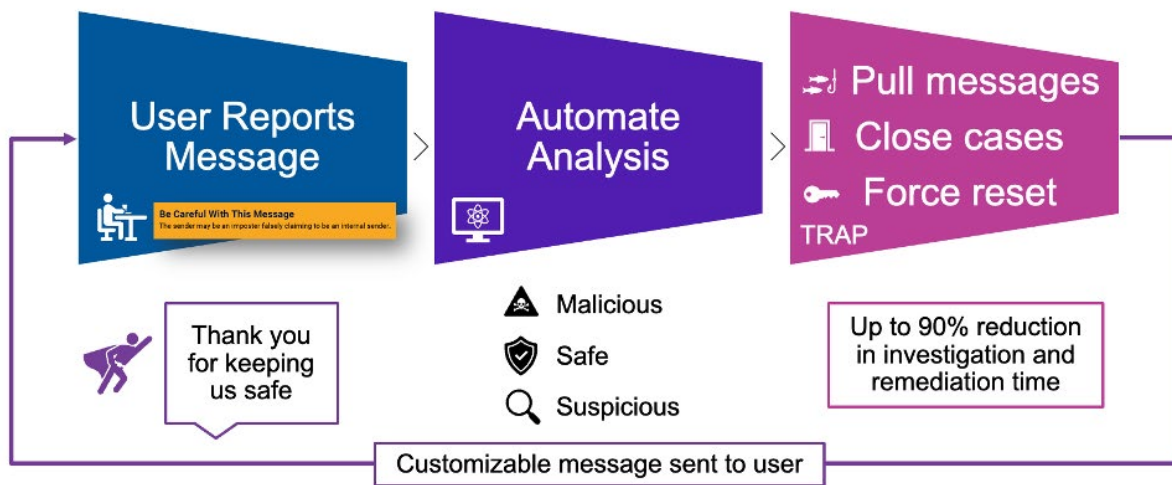 User Reports
Message
Be Careful With This Message
The sender may be an imposter falsely claiming to be an internal sender.
Automate
Analysis
Pull messages
Close cases
Force reset
TRAP
Thank you
for keeping
us safe
Malicious
Safe
Suspicious
Up to 90% reduction
in investigation and
remediation time
Customizable message sent to user